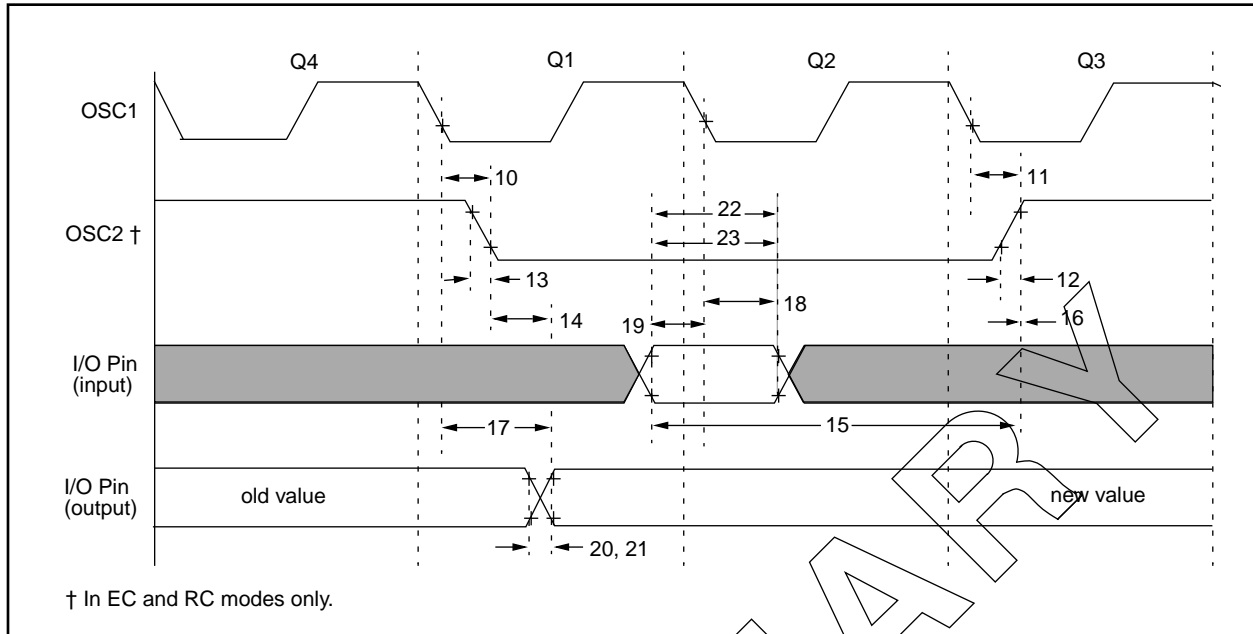 Q4 Q1 Q2 Q3
OSC1
10 11
22
OSC2 †
23
13 12
18
14 19 16
I/O Pin
(input)
17 15
I/O Pin
(output)
old value new value
20, 21
† In EC and RC modes only.
A R Y